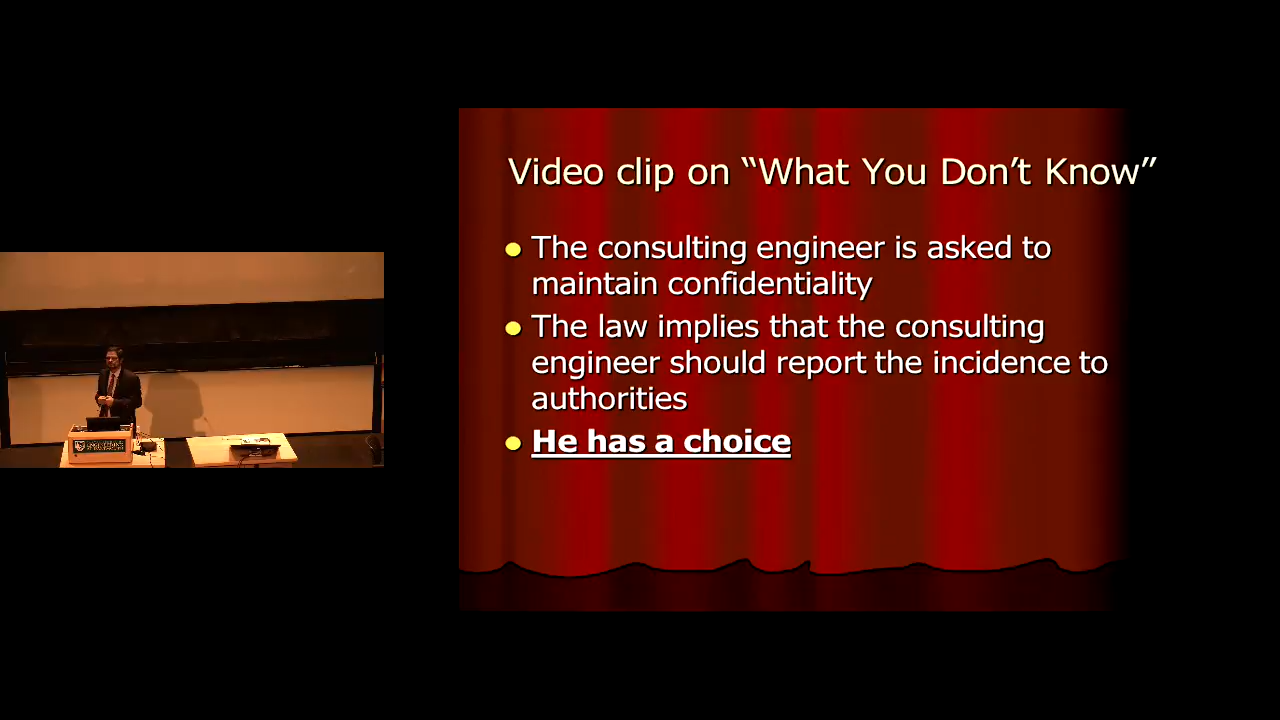 Video clip on “What You Don’t Know”
The consulting engineer is asked to
maintain confidentiality
The law implies that the consulting
engineer should report the incidence to
authorities
He has a choice